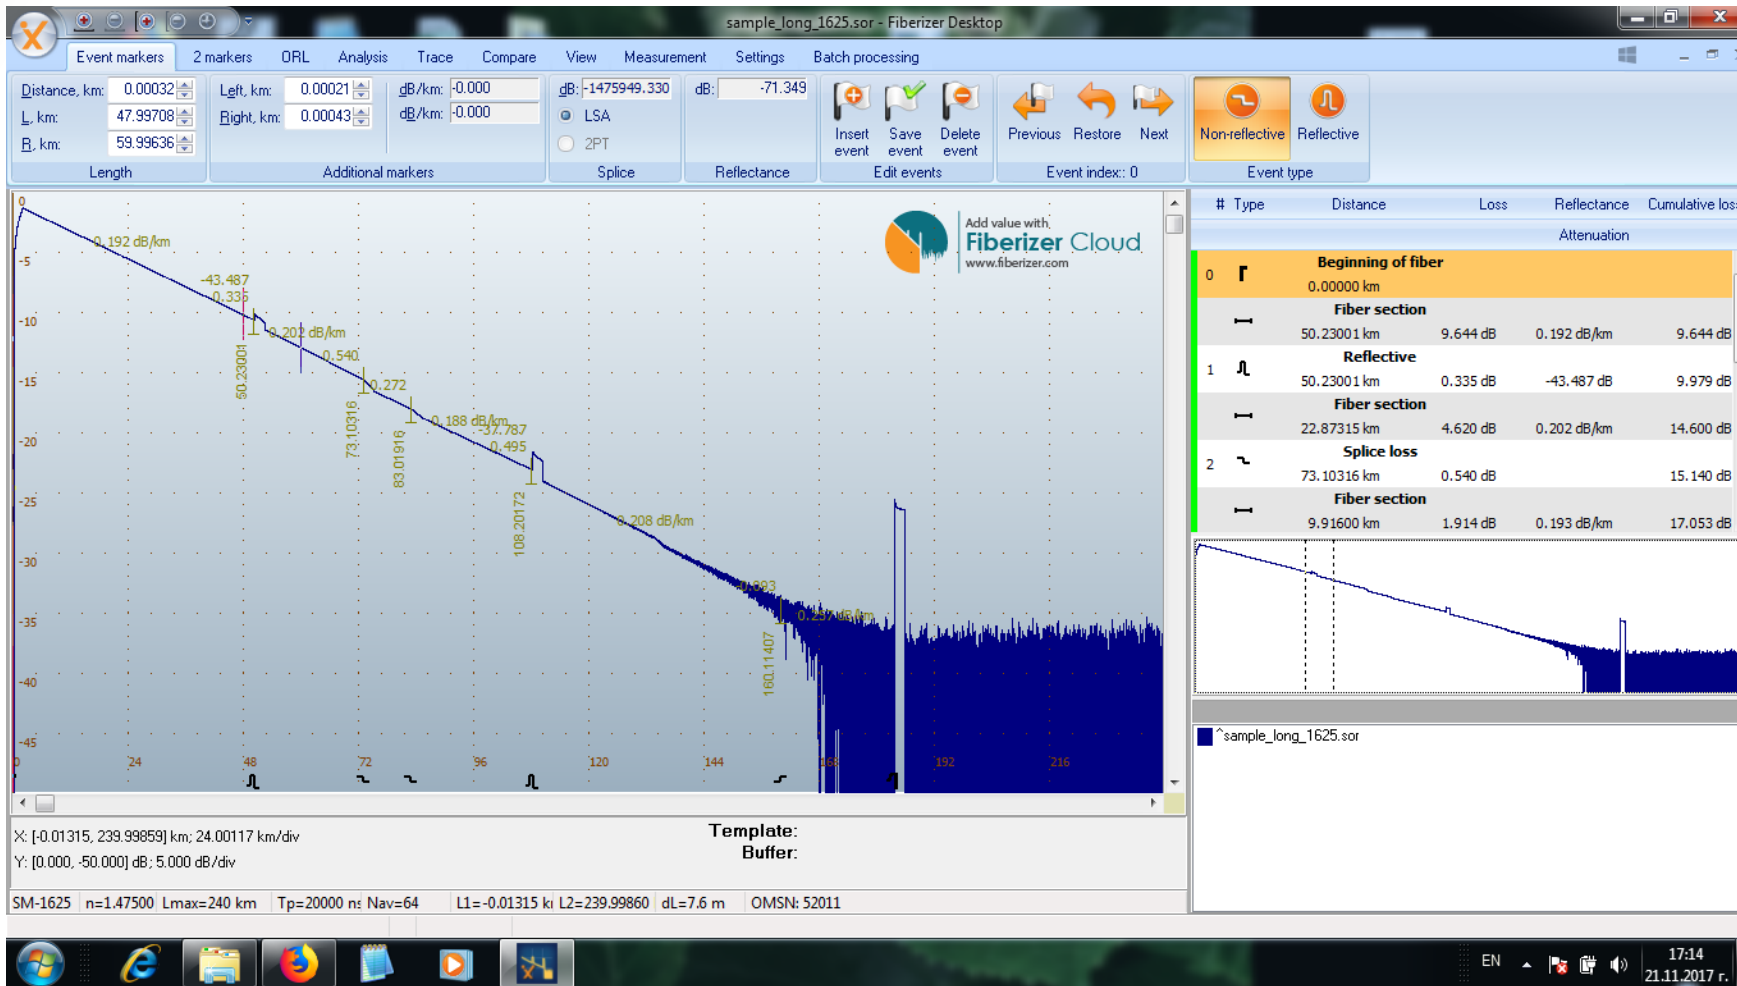 sample_long_1625.sor - Fiberizer Desktop
Event markers 2 markers ORL Analysis Trace Compare View Measurement Settings Batch processing
Distance, km: 0.00032 Left, km: 0.00021 dB/km: -0.000 dB: -1475949.330 dB: -71.349
L, km: 47.99708 Right, km: 0.00043 dB/km: -0.000 LSA
R, km: 59.99636 2PT
Insert event Save event Delete event Previous Restore Next Non-reflective Reflective
Length Additional markers Splice Reflectance Edit events Event index:: 0 Event type
0
-5
-10
-15
-20
-25
-30
-35
-40
-45
0.192 dB/km
-43.487
0.335
50.23001
0.202 dB/km
0.540
73.10316
0.272
83.01916
0.188 dB/km
-37.787
0.495
108.20172
0.208 dB/km
160.11407
0 24 48 72 96 120 144 168 192 216
Add value with
Fiberizer Cloud
www.fiberizer.com
# Type Distance Loss Reflectance Cumulative los
Attenuation
Beginning of fiber
0 0.00000 km
Fiber section
50.23001 km 9.644 dB 0.192 dB/km 9.644 dB
Reflective
1 50.23001 km 0.335 dB -43.487 dB 9.979 dB
Fiber section
22.87315 km 4.620 dB 0.202 dB/km 14.600 dB
Splice loss
2 73.10316 km 0.540 dB 15.140 dB
Fiber section
9.91600 km 1.914 dB 0.193 dB/km 17.053 dB
^sample_long_1625.sor
X: [-0.01315, 239.99859] km; 24.00117 km/div
Y: [0.000, -50.000] dB; 5.000 dB/div
Template:
Buffer:
SM-1625 n=1.47500 Lmax=240 km Tp=20000 ns Nav=64 L1=-0.01315 k L2=239.99860 dL=7.6 m OMSN: 52011
EN
17:14
21.11.2017 г.